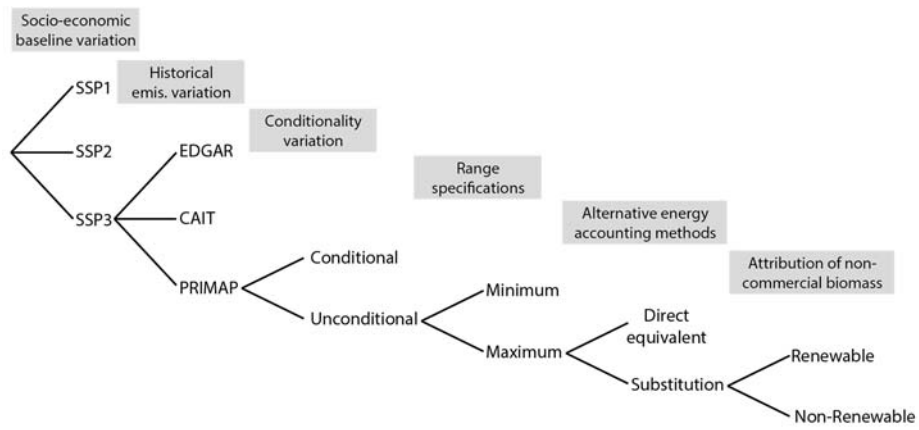 Socio-economic
baseline variation
SSP1
Historical
emis. variation
Conditionality
variation
SSP2
EDGAR
Range
specifications
SSP3
CAIT
Alternative energy
accounting methods
Conditional
Attribution of non-
commercial biomass
PRIMAP
Minimum
Unconditional
Direct
equivalent
Maximum
Renewable
Substitution
Non-Renewable